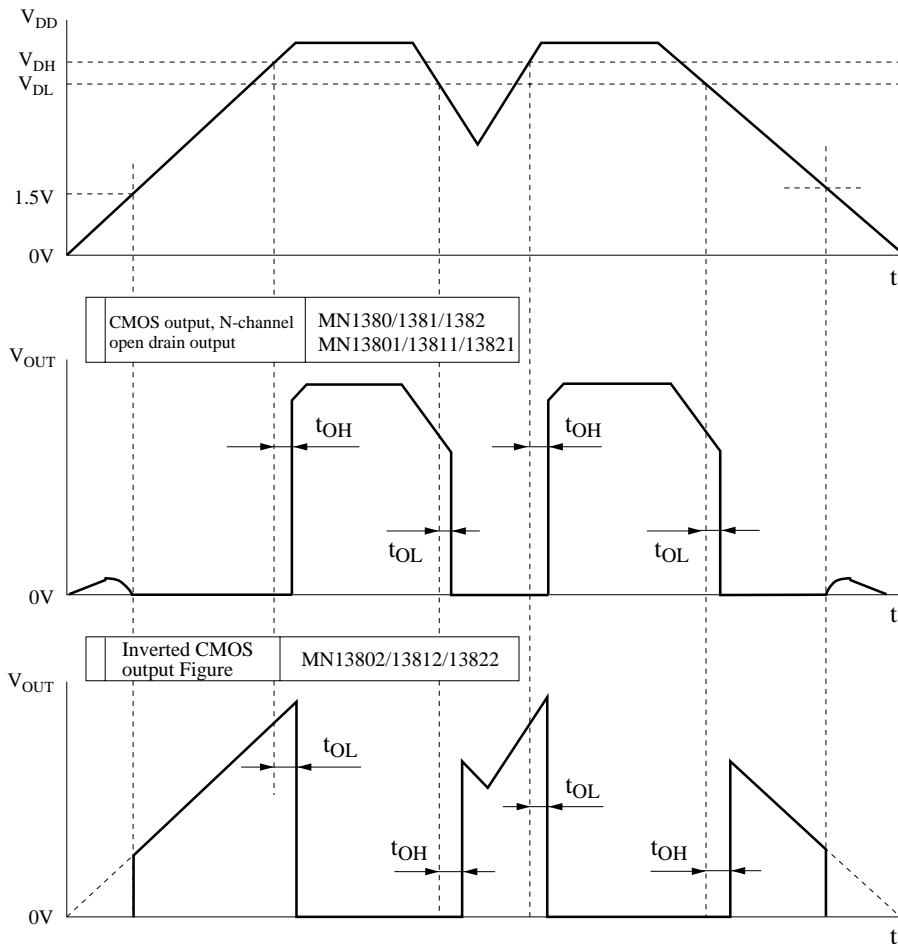 V_DD
V_DH
V_DL
1.5V
0V
t
CMOS output, N-channel
open drain output
MN1380/1381/1382
MN13801/13811/13821
V_OUT
t_OH
t_OH
t_OL
t_OL
0V
t
Inverted CMOS
output Figure
MN13802/13812/13822
V_OUT
t_OL
t_OL
t_OH
t_OH
0V
t